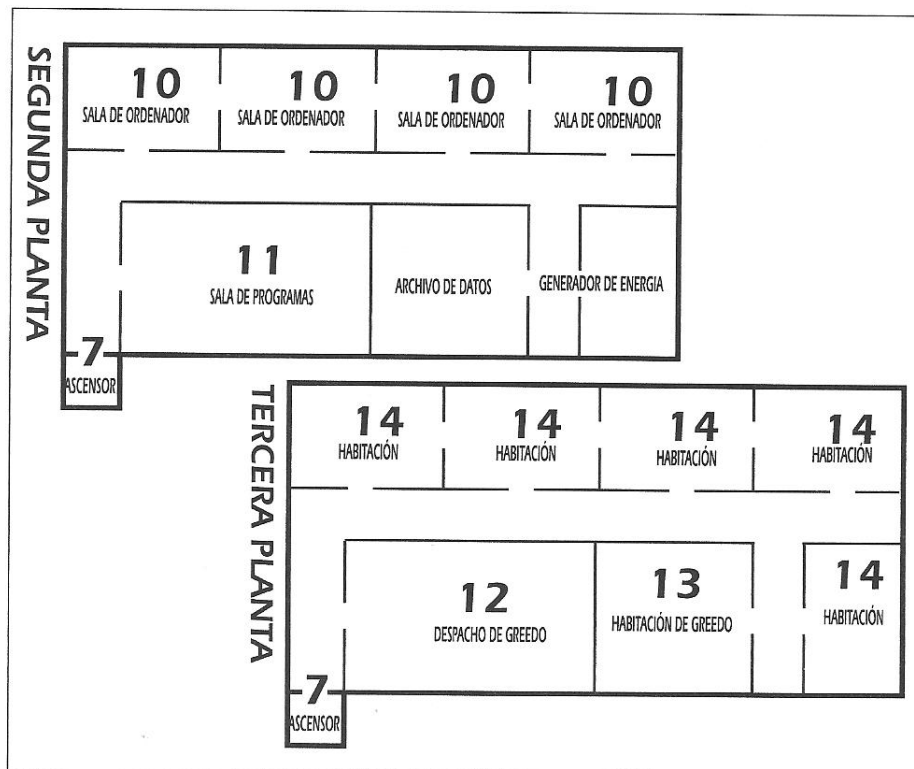 SEGUNDA PLANTA
10
SALA DE ORDENADOR
10
SALA DE ORDENADOR
10
SALA DE ORDENADOR
10
SALA DE ORDENADOR
11
SALA DE PROGRAMAS
ARCHIVO DE DATOS
GENERADOR DE ENERGIA
7
ASCENSOR
TERCERA PLANTA
14
HABITACIÓN
14
HABITACIÓN
14
HABITACIÓN
14
HABITACIÓN
12
DESPACHO DE GREEDO
13
HABITACIÓN DE GREEDO
14
HABITACIÓN
7
ASCENSOR